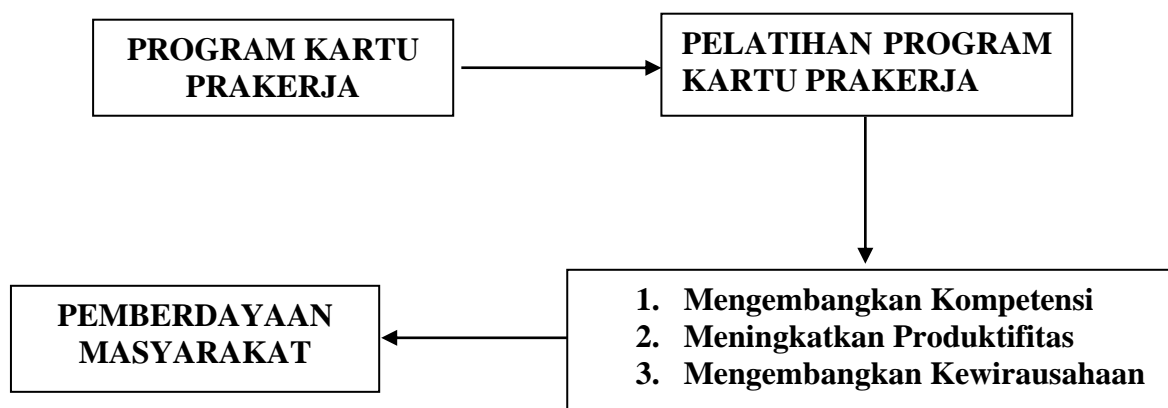 PROGRAM KARTU
PRAKERJA
PELATIHAN PROGRAM
KARTU PRAKERJA
1. Mengembangkan Kompetensi
2. Meningkatkan Produktifitas
3. Mengembangkan Kewirausahaan
PEMBERDAYAAN
MASYARAKAT